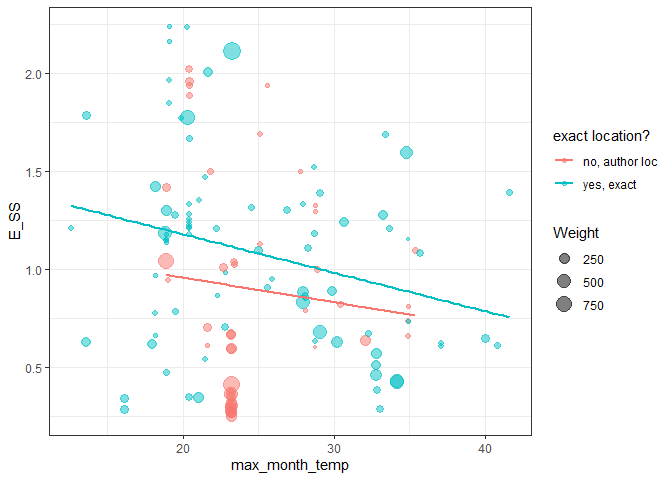 2.0
1.5
1.0
0.5
E_SS
20
30
40
max_month_temp
exact location?
no, author loc
yes, exact
Weight
250
500
750